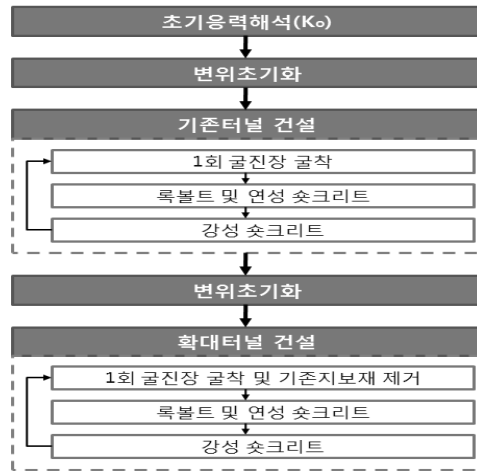 초기응력해석(Ko)
변위초기화
기존터널 건설
1회 굴진장 굴착
록볼트 및 연성 숏크리트
강성 숏크리트
변위초기화
확대터널 건설
1회 굴진장 굴착 및 기존지보재 제거
록볼트 및 연성 숏크리트
강성 숏크리트